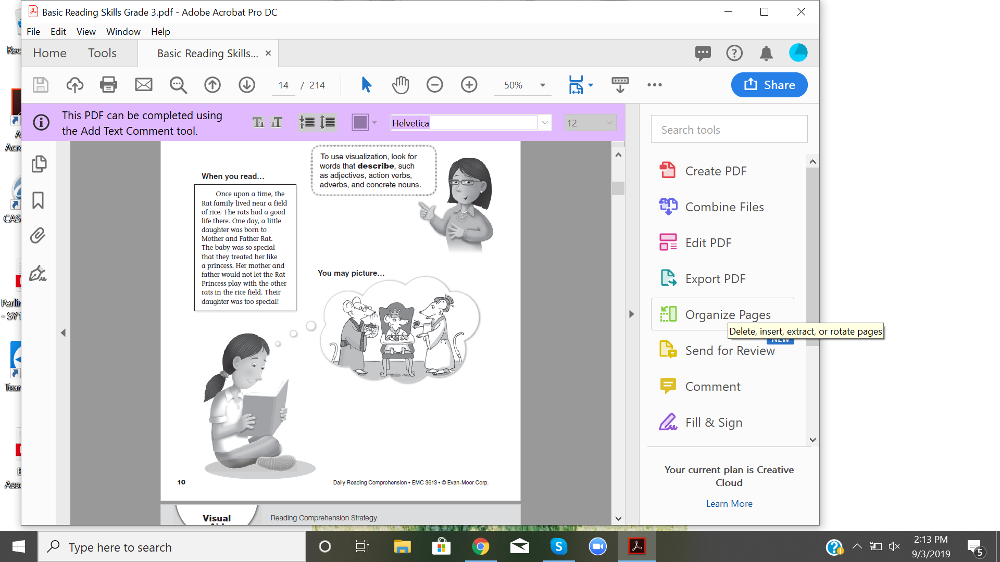 Basic Reading Skills Grade 3.pdf - Adobe Acrobat Pro DC
File Edit View Window Help
Home Tools Basic Reading Skills... ×
14 / 214 50% Share
This PDF can be completed using
the Add Text Comment tool.
Helvetica 12
Search tools
Create PDF
Combine Files
Edit PDF
Export PDF
Organize Pages
Delete, insert, extract, or rotate pages
NEW
Send for Review
Comment
Fill & Sign
Your current plan is Creative
Cloud
Learn More
To use visualization, look for
words that describe, such
as adjectives, action verbs,
adverbs, and concrete nouns.
When you read...
Once upon a time, the
Rat family lived near a field
of rice. The rats had a good
life there. One day, a little
daughter was born to
Mother and Father Rat.
The baby was so special
that they treated her like
a princess. Her mother and
father would not let the Rat
Princess play with the other
rats in the rice field. Their
daughter was too special!
You may picture...
10
Daily Reading Comprehension • EMC 3613 • © Evan-Moor Corp.
Visual
Reading Comprehension Strategy:
Rec
A
Acro
CAS
Perlin
- SY1
Tear
Asse
Type here to search
2:13 PM
9/3/2019
5